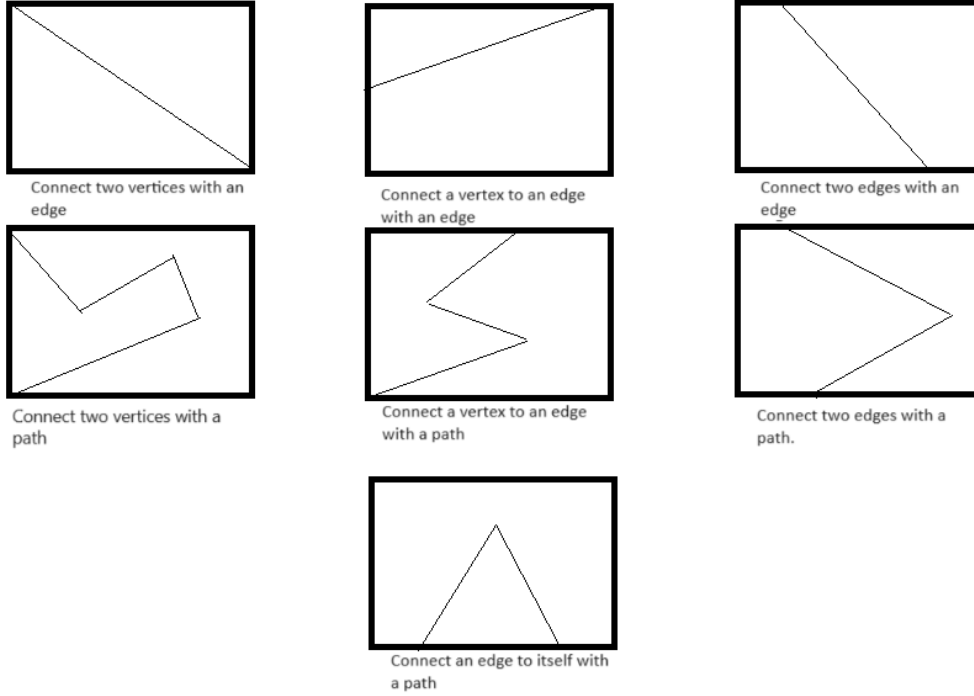 Connect two vertices with an
edge
Connect a vertex to an edge
with an edge
Connect two edges with an
edge
Connect two vertices with a
path
Connect a vertex to an edge
with a path
Connect two edges with a
path.
Connect an edge to itself with
a path